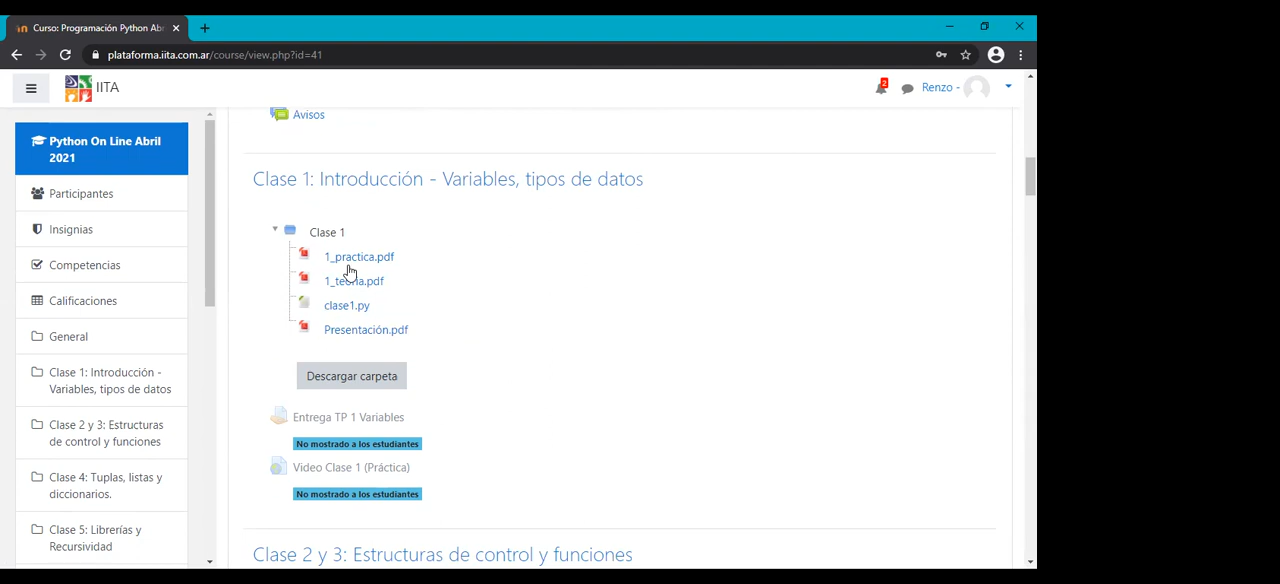 Curso: Programación Python Abr
plataforma.iita.com.ar/course/view.php?id=41
IITA
2
Renzo -
Python On Line Abril
2021
Participantes
Insignias
Competencias
Calificaciones
General
Clase 1: Introducción -
Variables, tipos de datos
Clase 2 y 3: Estructuras
de control y funciones
Clase 4: Tuplas, listas y
diccionarios.
Clase 5: Librerías y
Recursividad
Avisos
Clase 1: Introducción - Variables, tipos de datos
Clase 1
1_practica.pdf
1_teoria.pdf
clase1.py
Presentación.pdf
Descargar carpeta
Entrega TP 1 Variables
No mostrado a los estudiantes
Video Clase 1 (Práctica)
No mostrado a los estudiantes
Clase 2 y 3: Estructuras de control y funciones